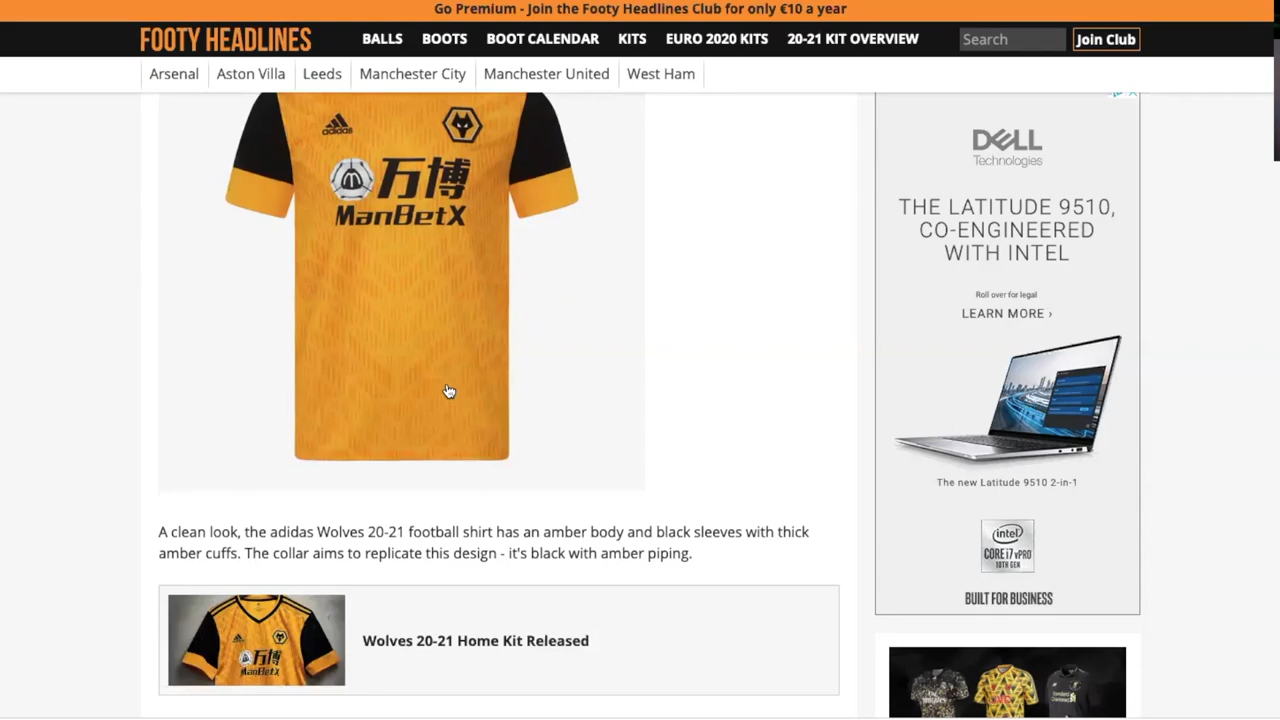 Go Premium - Join the Footy Headlines Club for only €10 a year
FOOTY HEADLINES
BALLS
BOOTS
BOOT CALENDAR
KITS
EURO 2020 KITS
20-21 KIT OVERVIEW
Search
Join Club
Arsenal
Aston Villa
Leeds
Manchester City
Manchester United
West Ham
adidas
万博
ManBetX
DELL
Technologies
THE LATITUDE 9510,
CO-ENGINEERED
WITH INTEL
Roll over for legal
LEARN MORE ›
The new Latitude 9510 2-in-1
intel
CORE i7 vPRO
10TH GEN
BUILT FOR BUSINESS
A clean look, the adidas Wolves 20-21 football shirt has an amber body and black sleeves with thick
amber cuffs. The collar aims to replicate this design - it's black with amber piping.
万博
ManBetX
Wolves 20-21 Home Kit Released